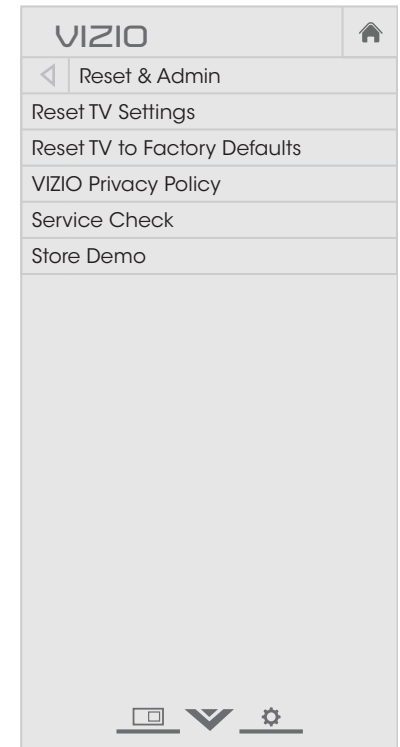 VIZIO
Reset & Admin
Reset TV Settings
Reset TV to Factory Defaults
VIZIO Privacy Policy
Service Check
Store Demo